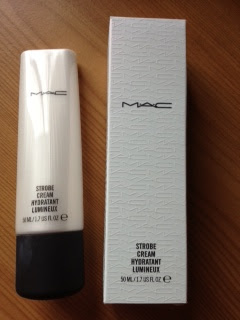 MAC
STROBE
CREAM
HYDRATANT
LUMINEUX
50 ML / 1.7 US FL OZ ℮
MAC
STROBE
CREAM
HYDRATANT
LUMINEUX
50 ML / 1.7 US FL OZ ℮